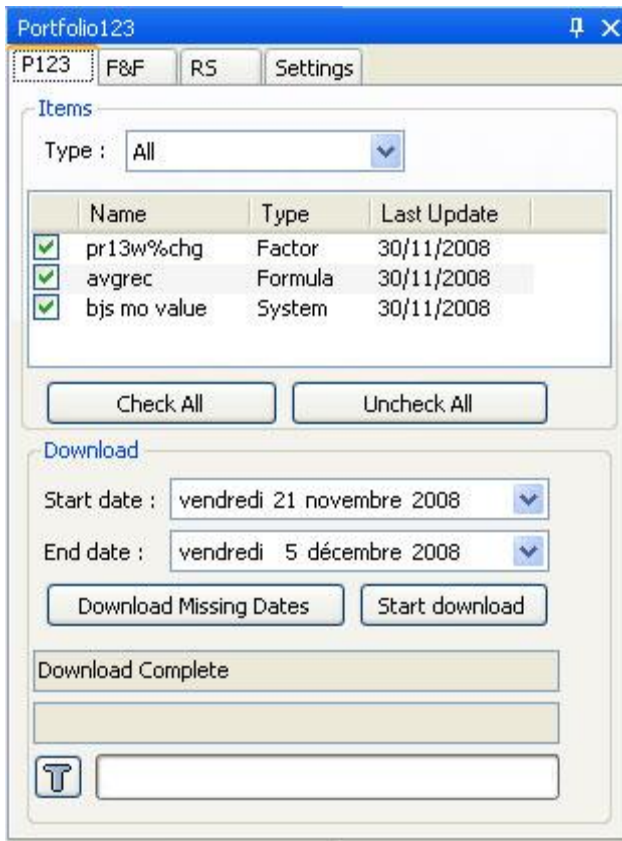 Portfolio123
P123 F&F RS Settings
Items
Type : All
Name Type Last Update
pr13w%chg Factor 30/11/2008
avgrec Formula 30/11/2008
bjs mo value System 30/11/2008
Check All Uncheck All
Download
Start date : vendredi 21 novembre 2008
End date : vendredi 5 décembre 2008
Download Missing Dates Start download
Download Complete
T